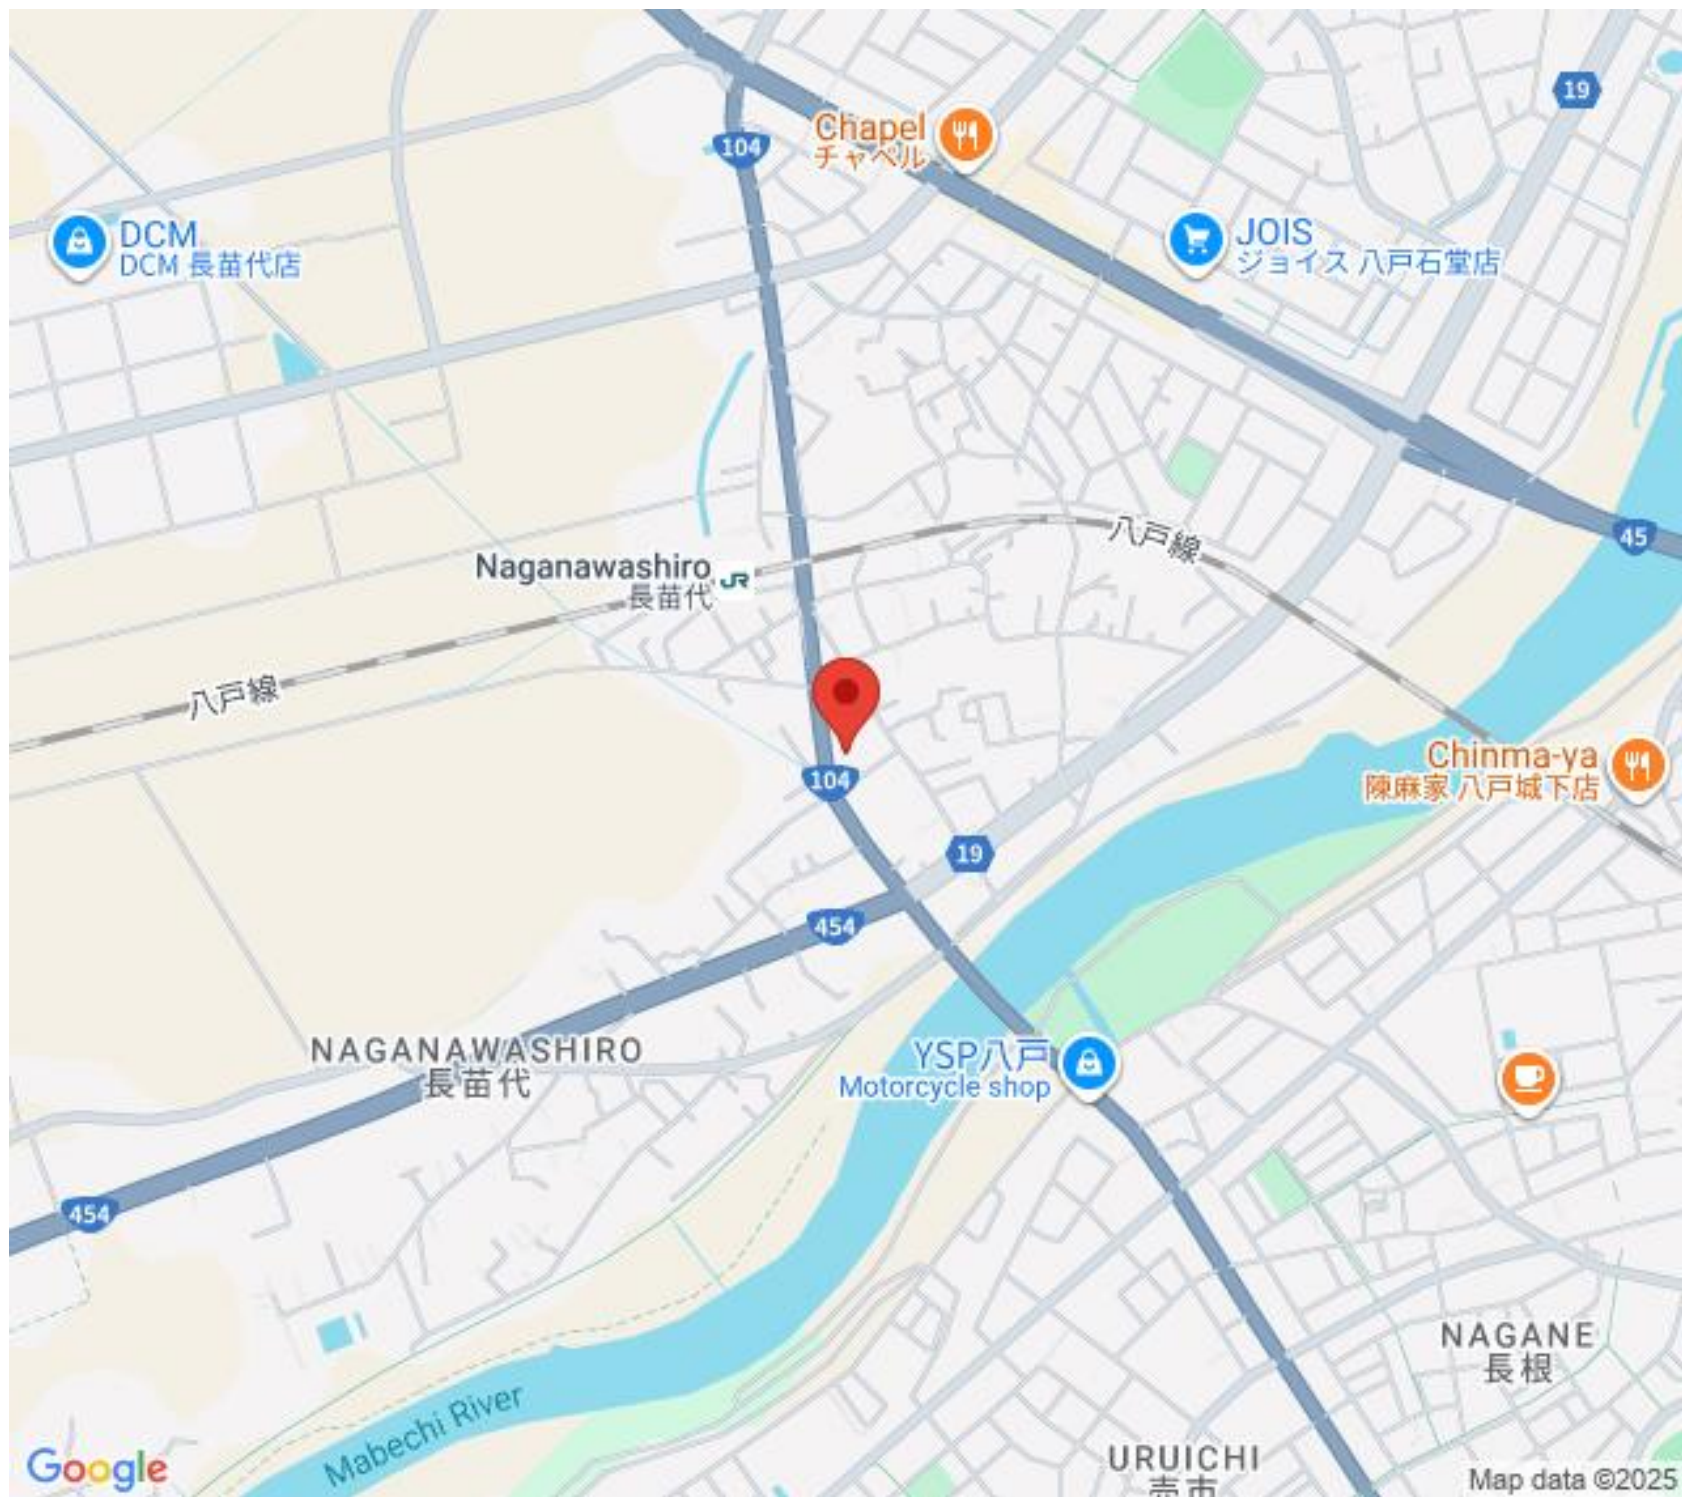 19
104
Chapel
チャペル
DCM
DCM 長苗代店
JOIS
ジョイス 八戸石堂店
45
八戸線
Naganawashiro
長苗代
JR
八戸線
104
Chinma-ya
陳麻家 八戸城下店
19
454
NAGANAWASHIRO
長苗代
YSP八戸
Motorcycle shop
454
NAGANE
長根
Mabechi River
URUICHI
売市
Google
Map data ©2025